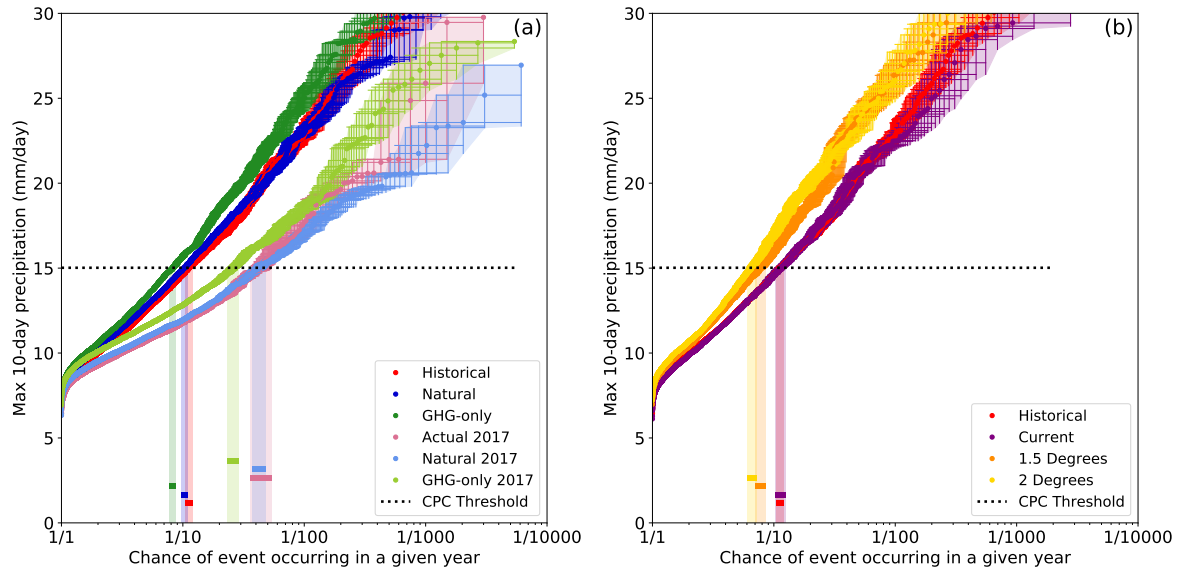 (a)
Max 10-day precipitation (mm/day)
30
25
20
15
10
5
0
Historical
Natural
GHG-only
Actual 2017
Natural 2017
GHG-only 2017
CPC Threshold
1/1
1/10
1/100
1/1000
1/10000
Chance of event occurring in a given year
(b)
Max 10-day precipitation (mm/day)
30
25
20
15
10
5
0
Historical
Current
1.5 Degrees
2 Degrees
CPC Threshold
1/1
1/10
1/100
1/1000
1/10000
Chance of event occurring in a given year